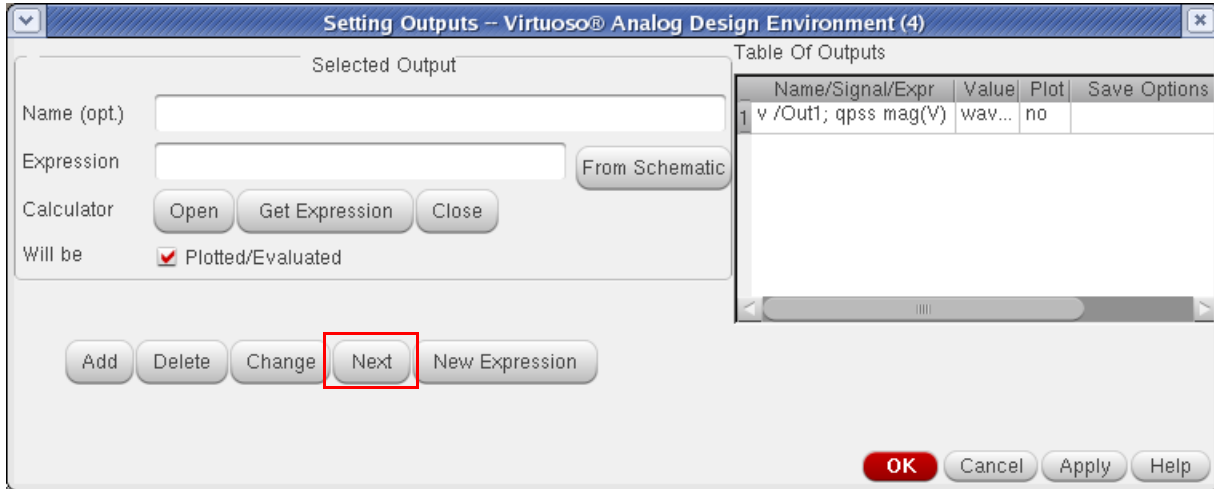 Setting Outputs -- Virtuoso® Analog Design Environment (4)
Selected Output
Name (opt.)
Expression
From Schematic
Calculator
Open
Get Expression
Close
Will be
Plotted/Evaluated
Table Of Outputs
Name/Signal/Expr Value Plot Save Options
1 v /Out1; qpss mag(V) wav... no
Add
Delete
Change
Next
New Expression
OK
Cancel
Apply
Help